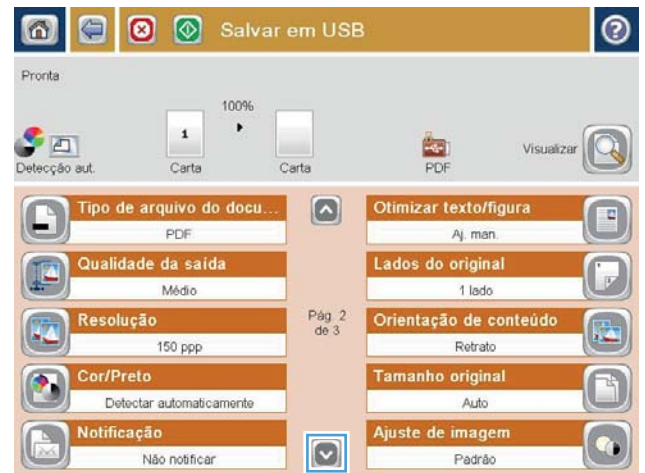 Salvar em USB
Pronta
100%
1
Detecção aut.
Carta
Carta
PDF
Visualizar
Tipo de arquivo do docu...
PDF
Otimizar texto/figura
Aj. man.
Qualidade da saída
Médio
Lados do original
1 lado
Resolução
150 ppp
Pág. 2
de 3
Orientação de conteúdo
Retrato
Cor/Preto
Detectar automaticamente
Tamanho original
Auto
Notificação
Não notificar
Ajuste de imagem
Padrão